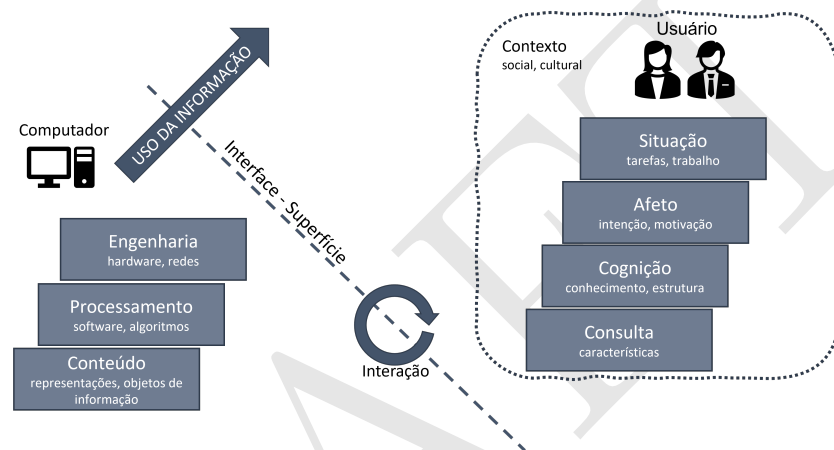 USO DA INFORMAÇÃO
Computador
Interface - Superfície
Engenharia
hardware, redes
Processamento
software, algoritmos
Conteúdo
representações, objetos de
informação
Interação
Contexto
social, cultural
Usuário
Situação
tarefas, trabalho
Afeto
intenção, motivação
Cognição
conhecimento, estrutura
Consulta
características